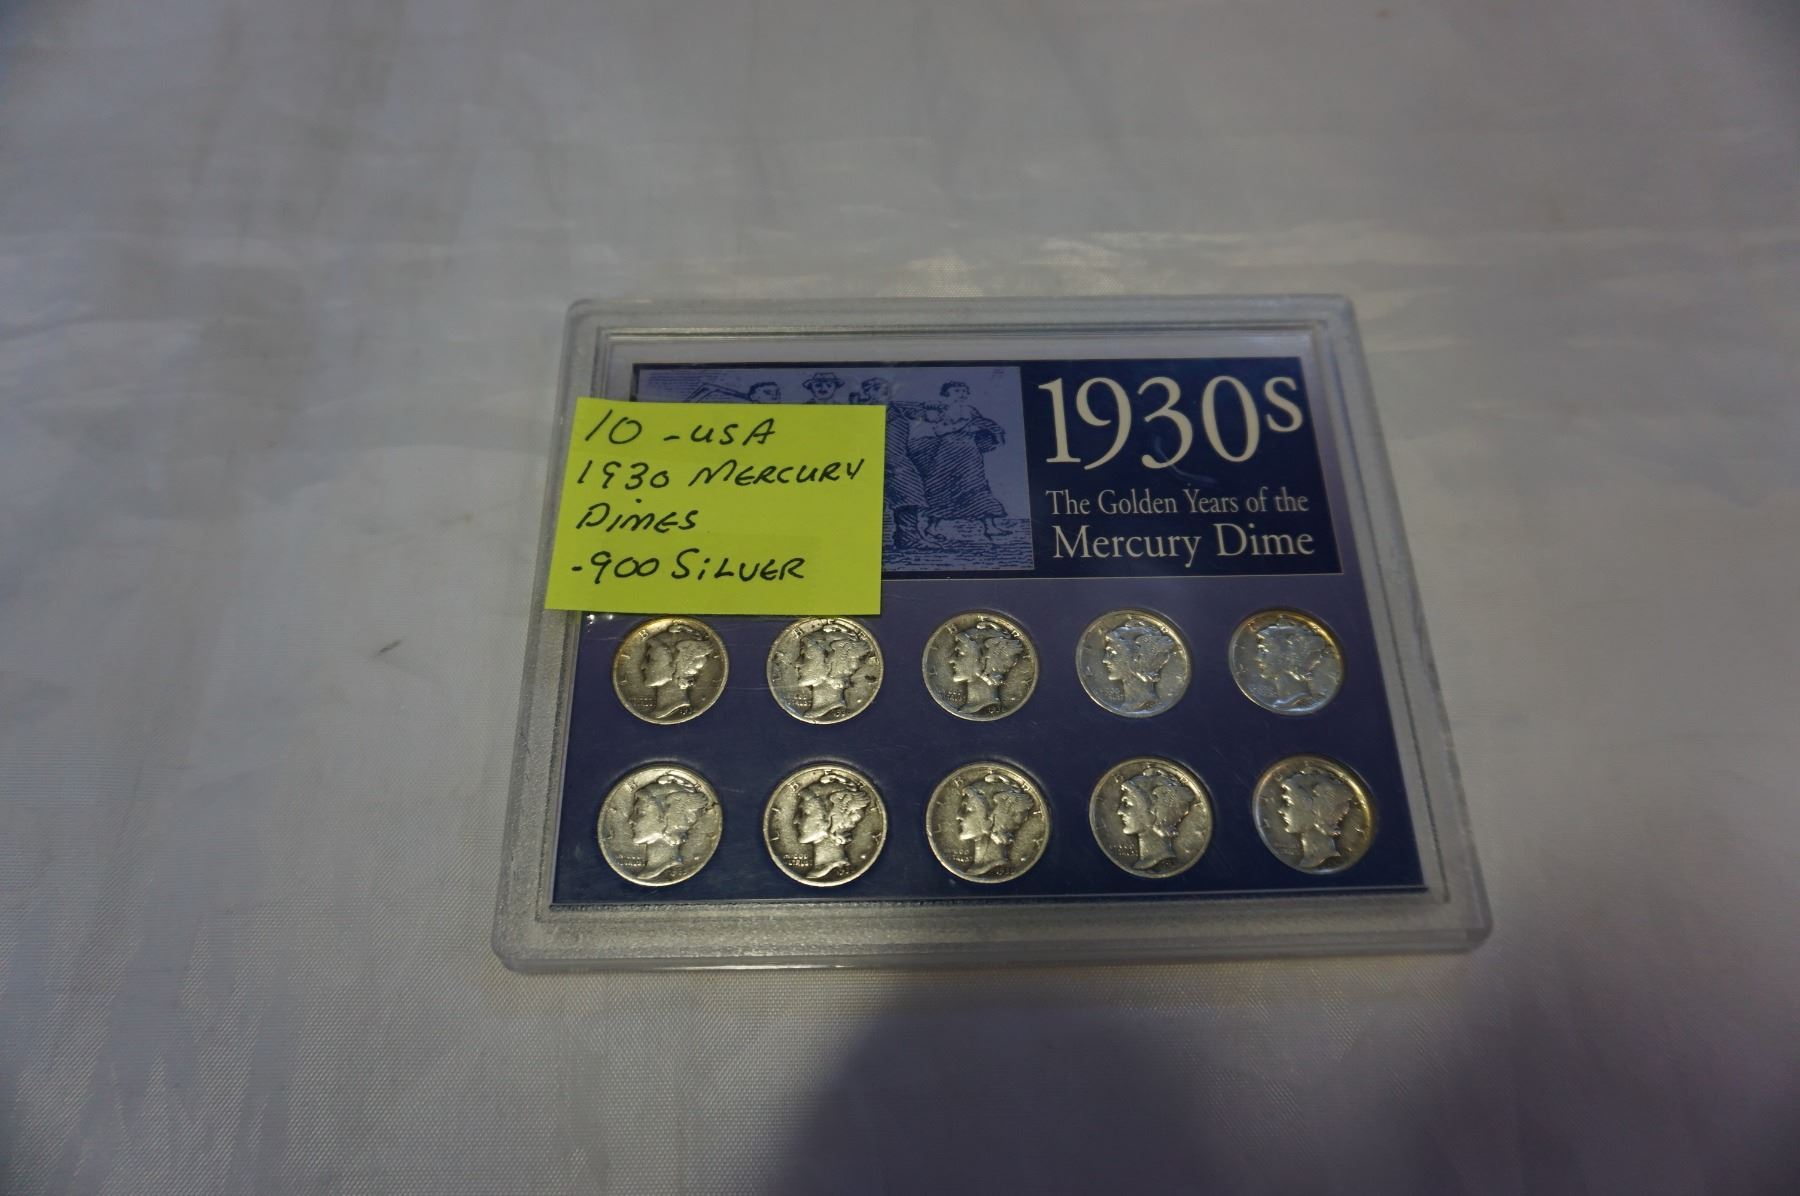 10 - USA
1930 MERCURY
DIMES
.900 SILVER
1930s
The Golden Years of the
Mercury Dime